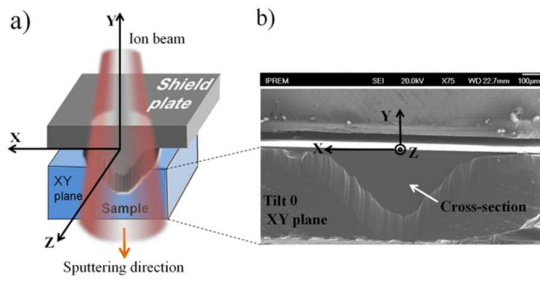 a)
Y
Ion beam
Shield
plate
X
XY
plane
Sample
Z
Sputtering direction
b)
IPREM SEI 20.0kV X75 WD 22.7mm 100µm
Y
X
Z
Tilt 0
XY plane
Cross-section